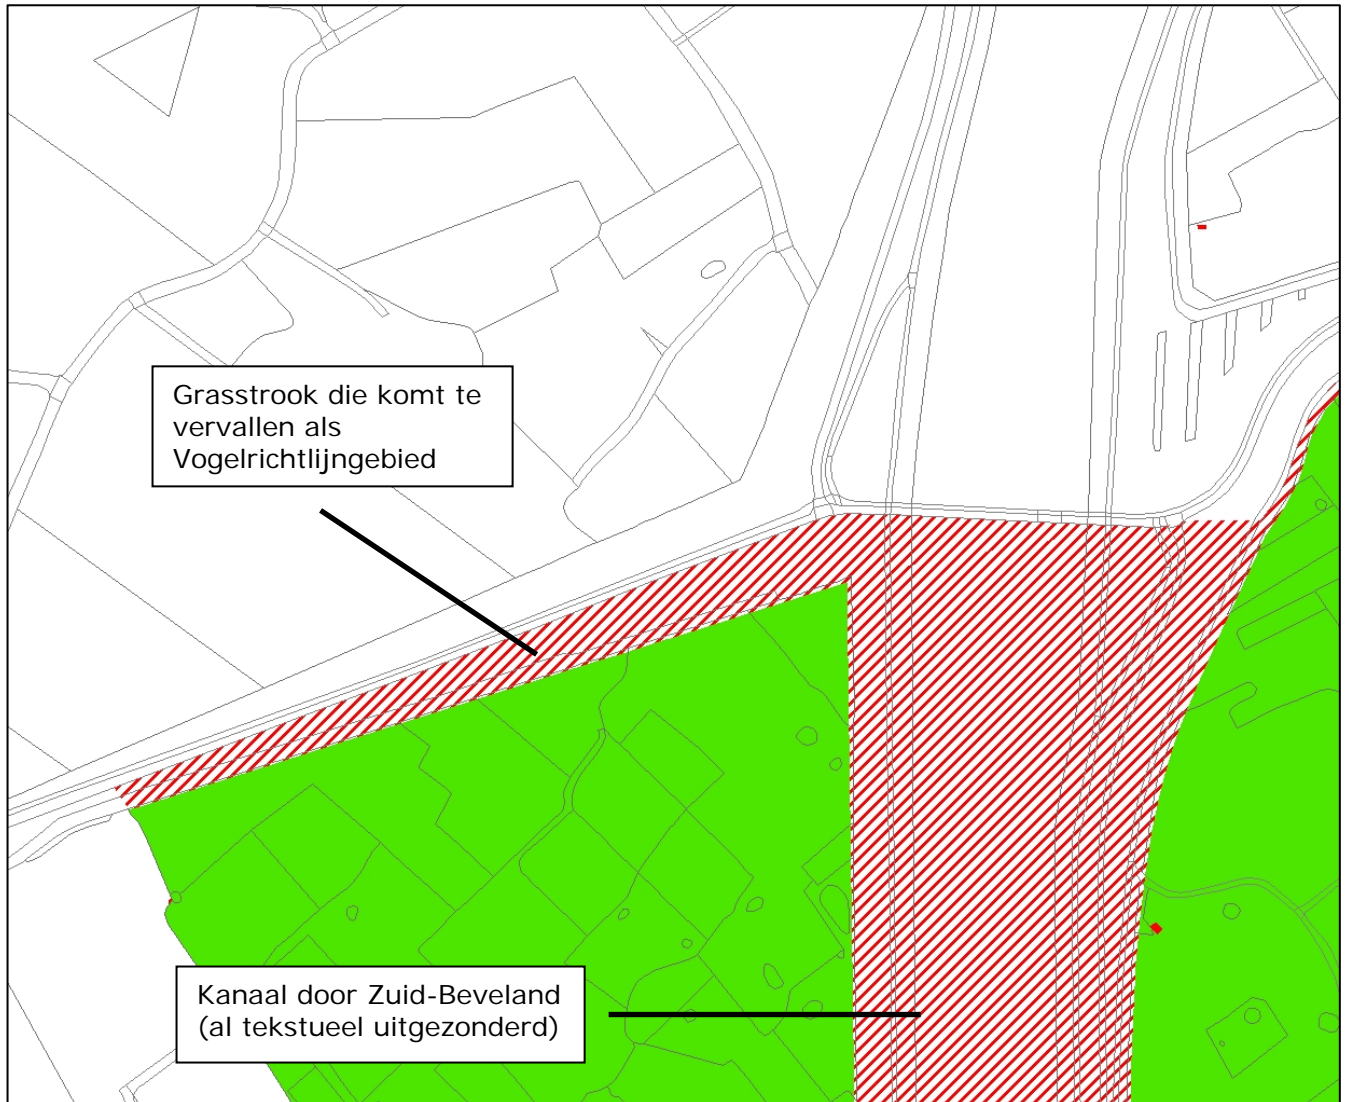 Grasstrook die komt te
vervallen als
Vogelrichtlijngebied
Kanaal door Zuid-Beveland
(al tekstueel uitgezonderd)